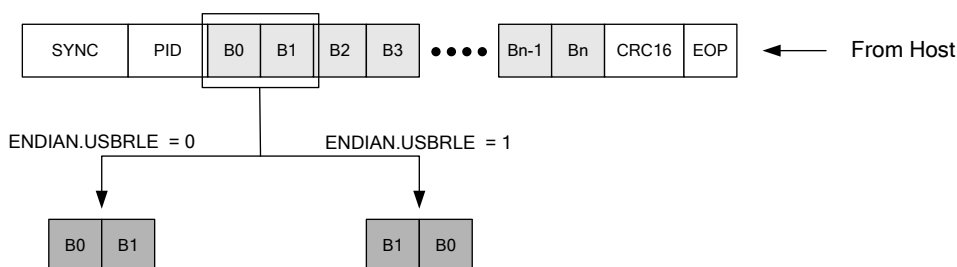 SYNC PID B0 B1 B2 B3 Bn-1 Bn CRC16 EOP From Host
ENDIAN.USBRLE = 0 ENDIAN.USBRLE = 1
B0 B1 B1 B0